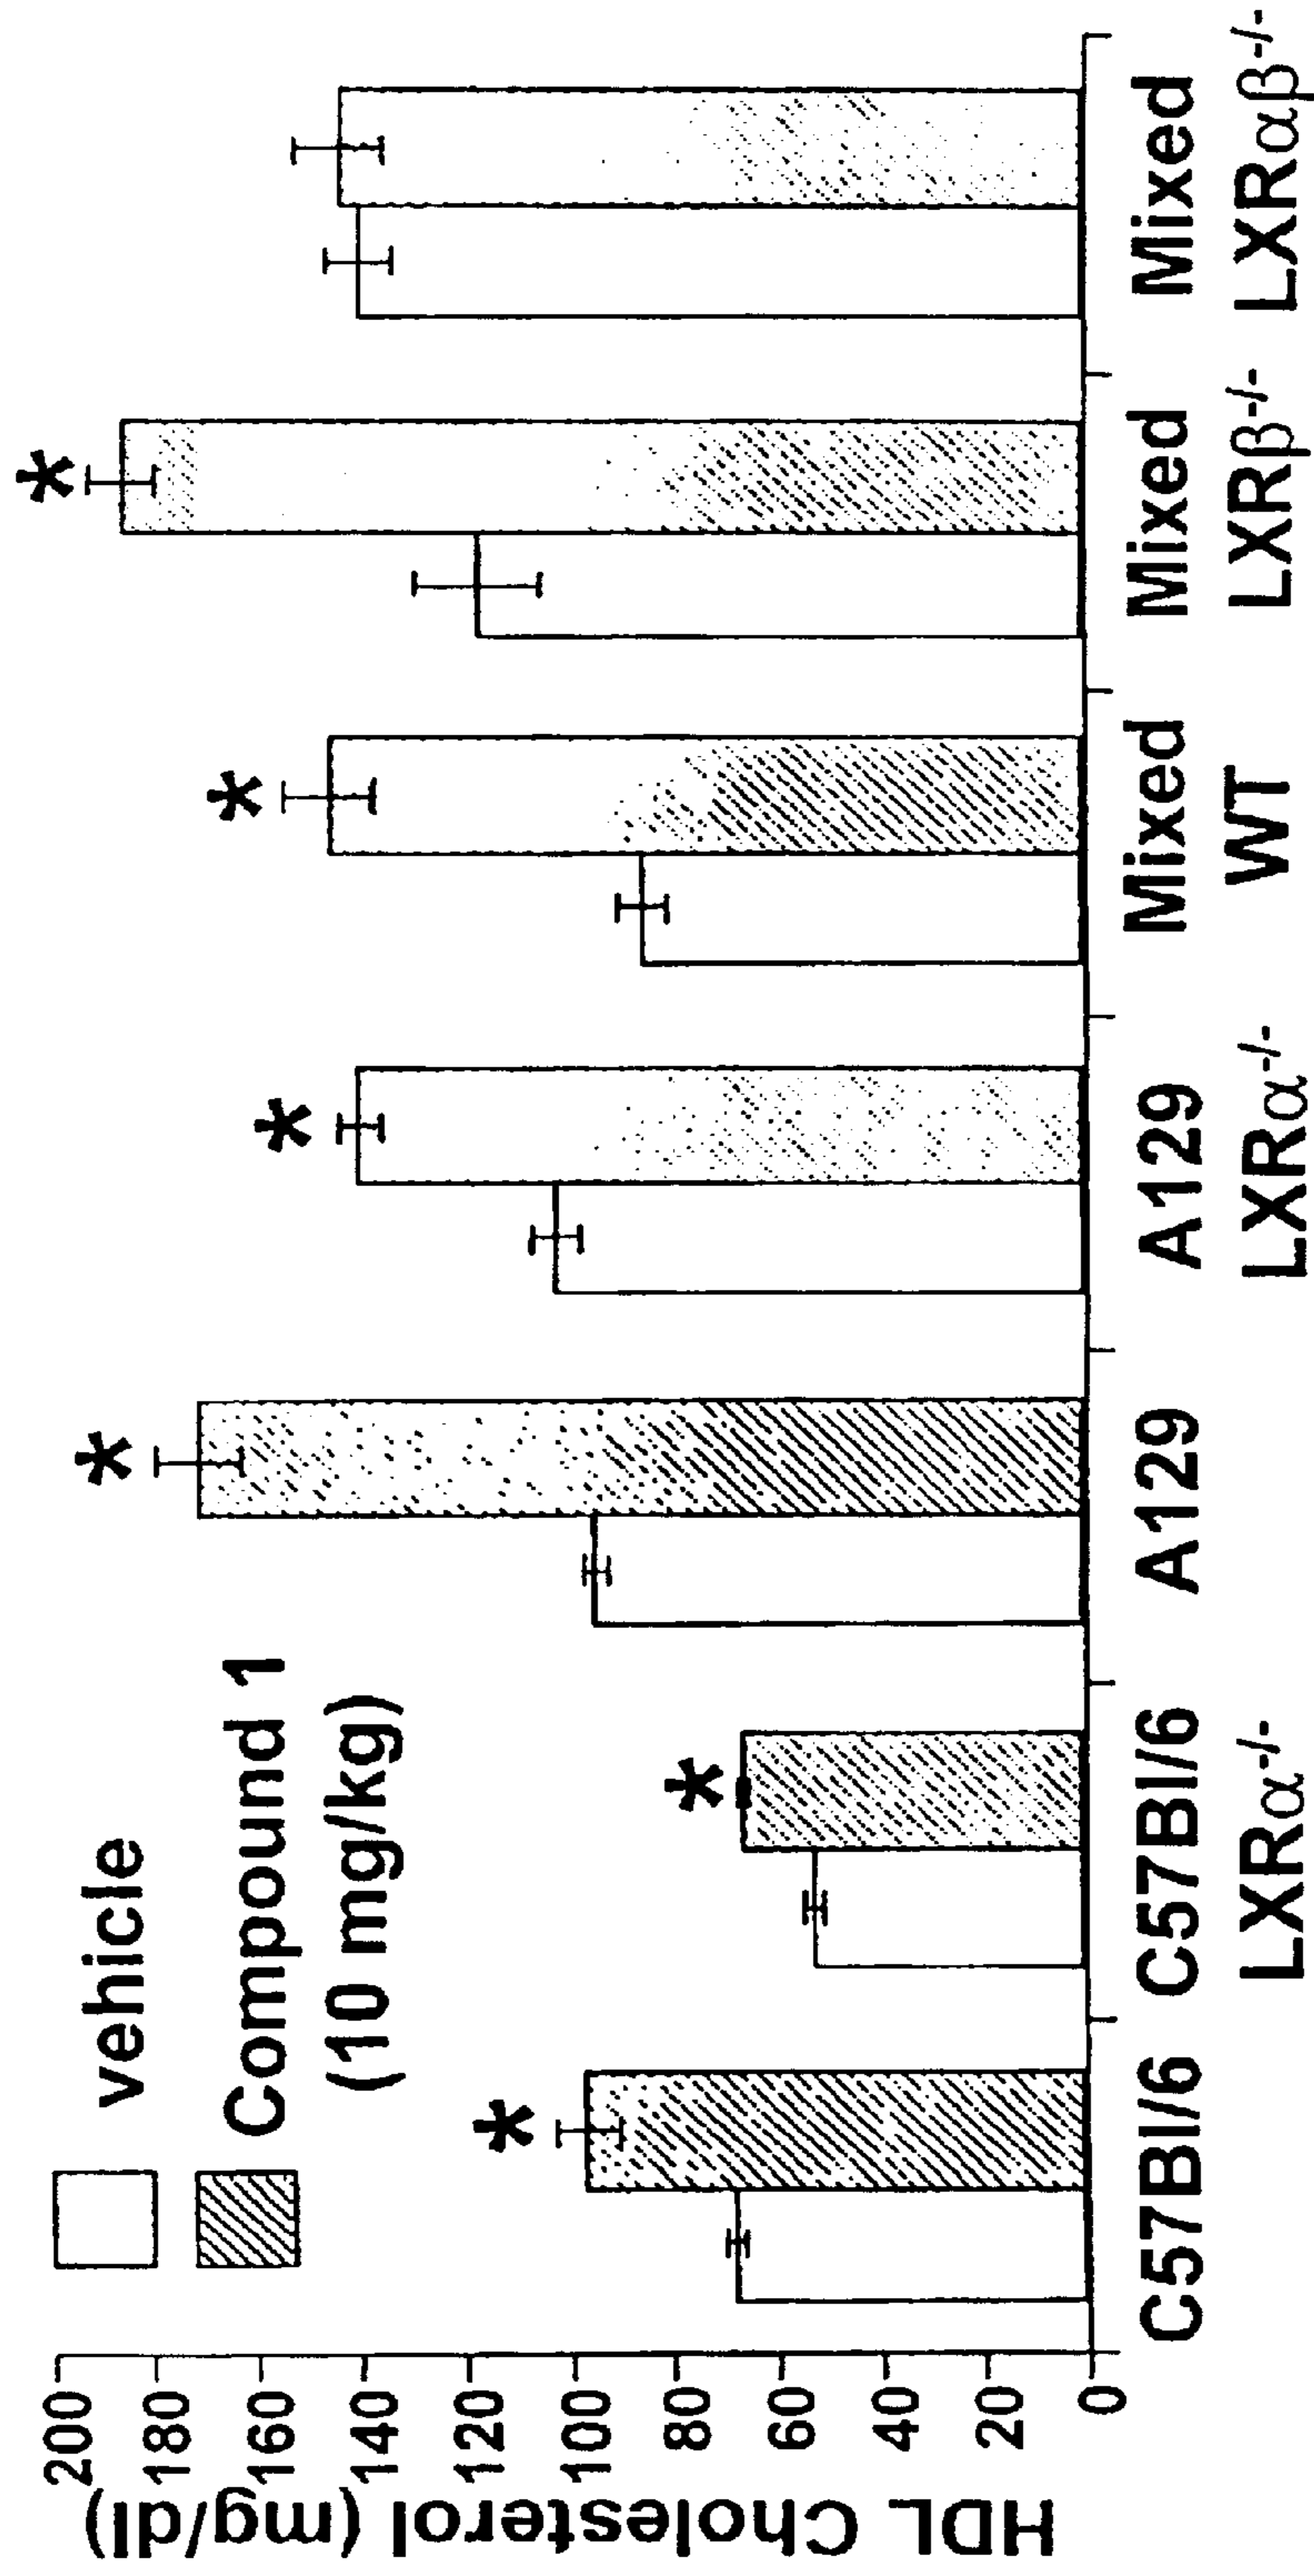 HDL Cholesterol (mg/dl)
200
180
160
140
120
100
80
60
40
20
0
vehicle
Compound 1
(10 mg/kg)
*
*
*
*
*
*
C57Bl/6 C57Bl/6 A129 A129 Mixed Mixed Mixed
LXRα-/- LXRα-/- WT LXRβ-/- LXRαβ-/-